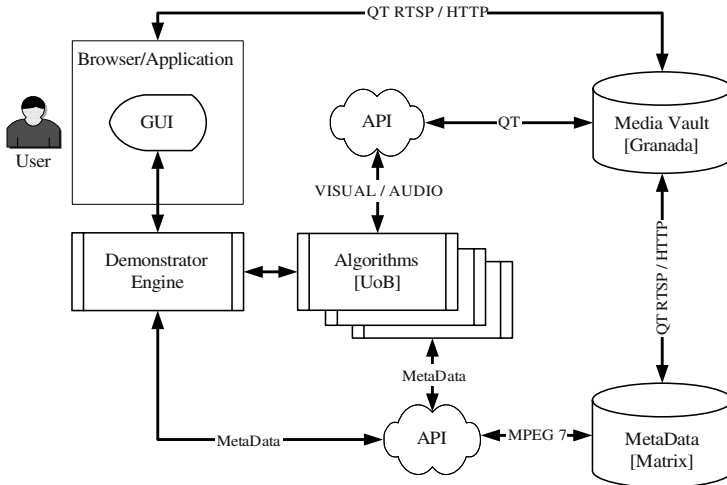 QT RTSP / HTTP
Browser/Application
GUI
User
API
QT
Media Vault
[Granada]
VISUAL / AUDIO
Demonstrator
Engine
Algorithms
[UoB]
QT RTSP / HTTP
MetaData
MetaData
API
MPEG 7
MetaData
[Matrix]